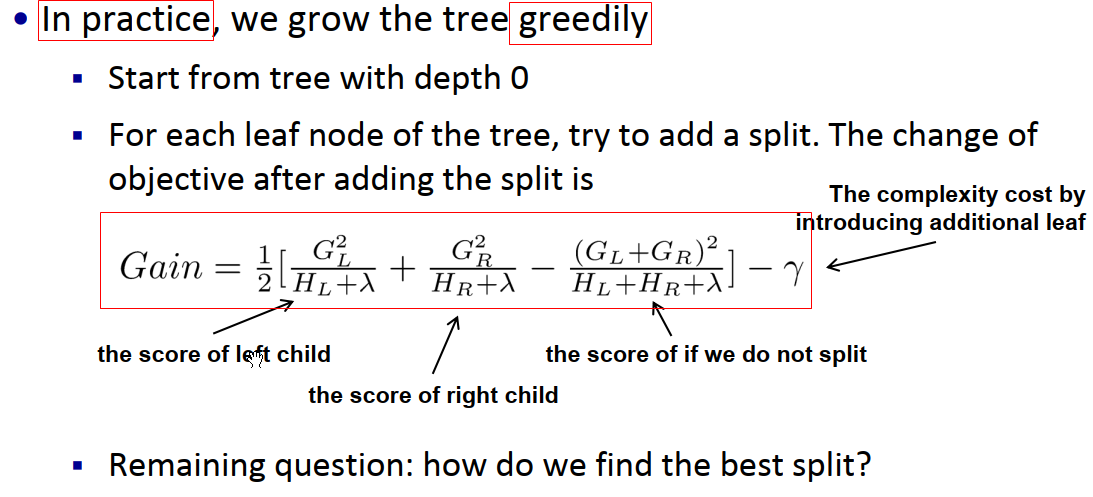 • In practice, we grow the tree greedily
▪ Start from tree with depth 0
▪ For each leaf node of the tree, try to add a split. The change of
objective after adding the split is
The complexity cost by
introducing additional leaf
Gain = \frac{1}{2}[\frac{G_L^2}{H_L+λ} + \frac{G_R^2}{H_R+λ} − \frac{(G_L+G_R)^2}{H_L+H_R+λ}] − γ
the score of left child
the score of if we do not split
the score of right child
▪ Remaining question: how do we find the best split?